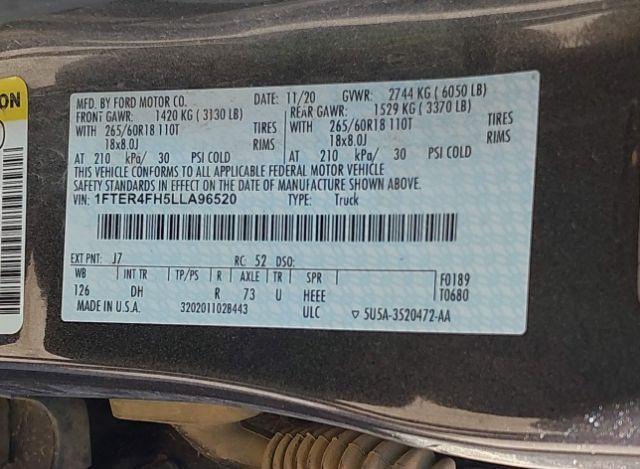 ON
MFD. BY FORD MOTOR CO. DATE: 11/20 GVWR: 2744 KG ( 6050 LB)
FRONT GAWR: 1420 KG ( 3130 LB) REAR GAWR: 1529 KG ( 3370 LB)
WITH 265/60R18 110T TIRES WITH 265/60R18 110T TIRES
18x8.0J RIMS 18x8.0J RIMS
AT 210 kPa/ 30 PSI COLD AT 210 kPa/ 30 PSI COLD
THIS VEHICLE CONFORMS TO ALL APPLICABLE FEDERAL MOTOR VEHICLE
SAFETY STANDARDS IN EFFECT ON THE DATE OF MANUFACTURE SHOWN ABOVE.
VIN: 1FTER4FH5LLA96520 TYPE: Truck
EXT PNT: J7 RC: 52 DSO:
WB INT TR TP/PS R AXLE TR SPR F0189
126 DH R 73 U HEEE T0680
MADE IN U.S.A. 3202011028443 ULC ▽ 5U5A-3520472-AA